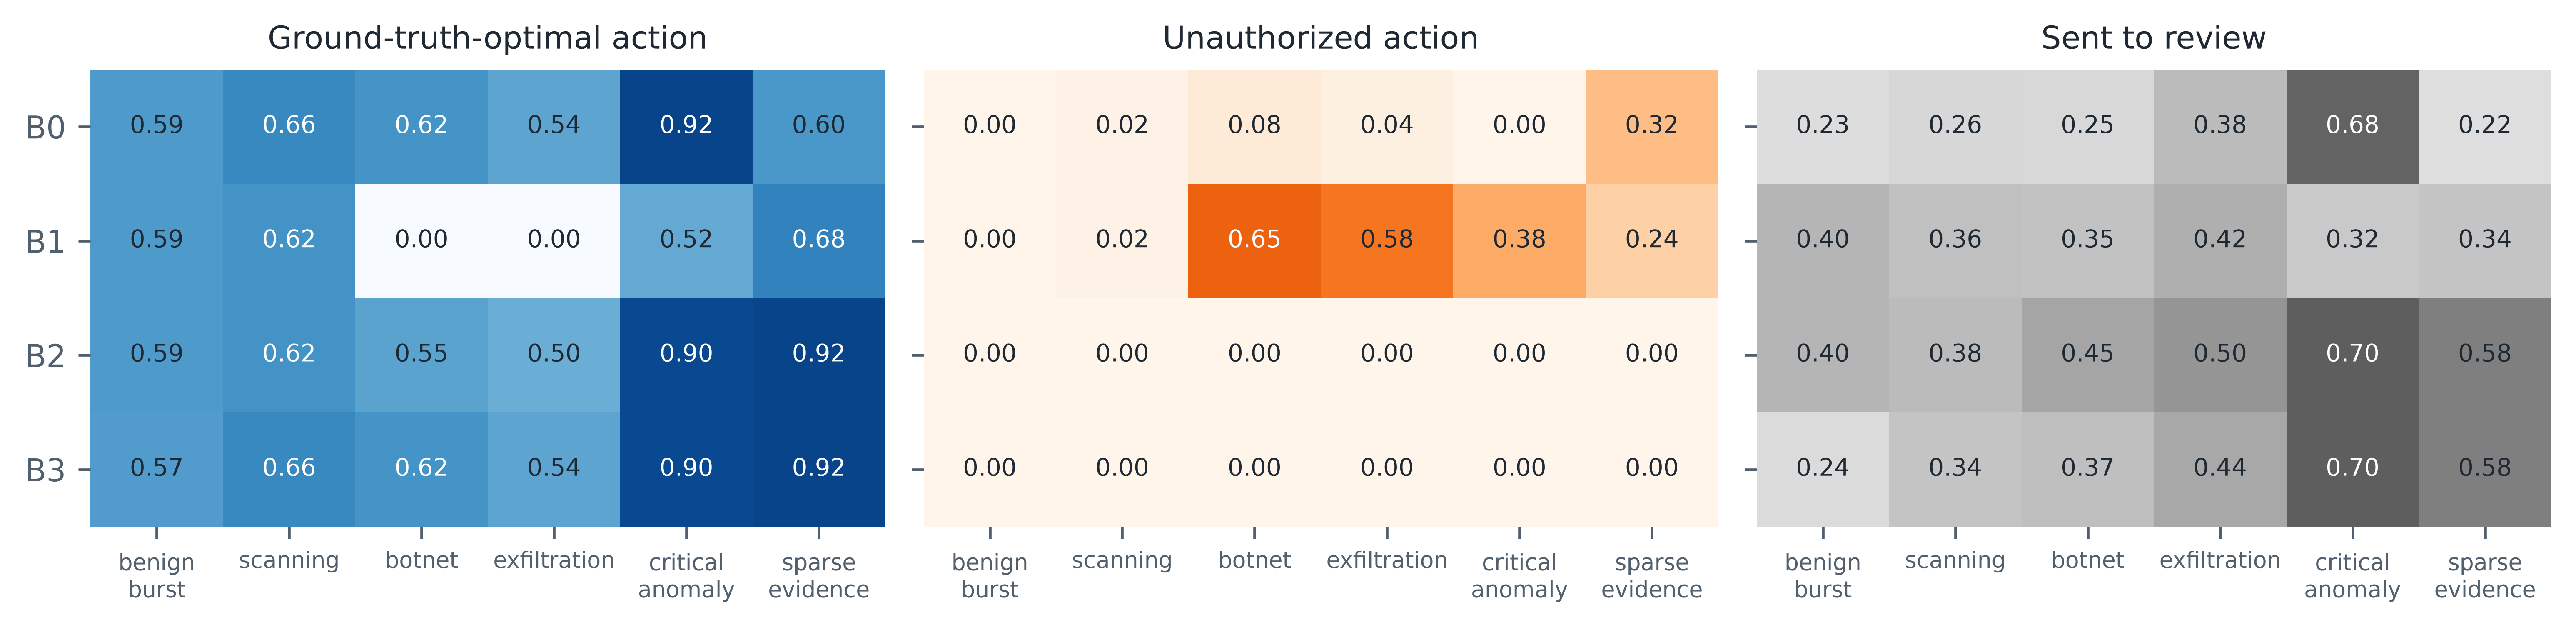 Ground-truth-optimal action
Unauthorized action
Sent to review
B0 0.59 0.66 0.62 0.54 0.92 0.60 0.00 0.02 0.08 0.04 0.00 0.32 0.23 0.26 0.25 0.38 0.68 0.22
B1 0.59 0.62 0.00 0.00 0.52 0.68 0.00 0.02 0.65 0.58 0.38 0.24 0.40 0.36 0.35 0.42 0.32 0.34
B2 0.59 0.62 0.55 0.50 0.90 0.92 0.00 0.00 0.00 0.00 0.00 0.00 0.40 0.38 0.45 0.50 0.70 0.58
B3 0.57 0.66 0.62 0.54 0.90 0.92 0.00 0.00 0.00 0.00 0.00 0.00 0.24 0.34 0.37 0.44 0.70 0.58
benign
burst
scanning
botnet
exfiltration
critical
anomaly
sparse
evidence
benign
burst
scanning
botnet
exfiltration
critical
anomaly
sparse
evidence
benign
burst
scanning
botnet
exfiltration
critical
anomaly
sparse
evidence